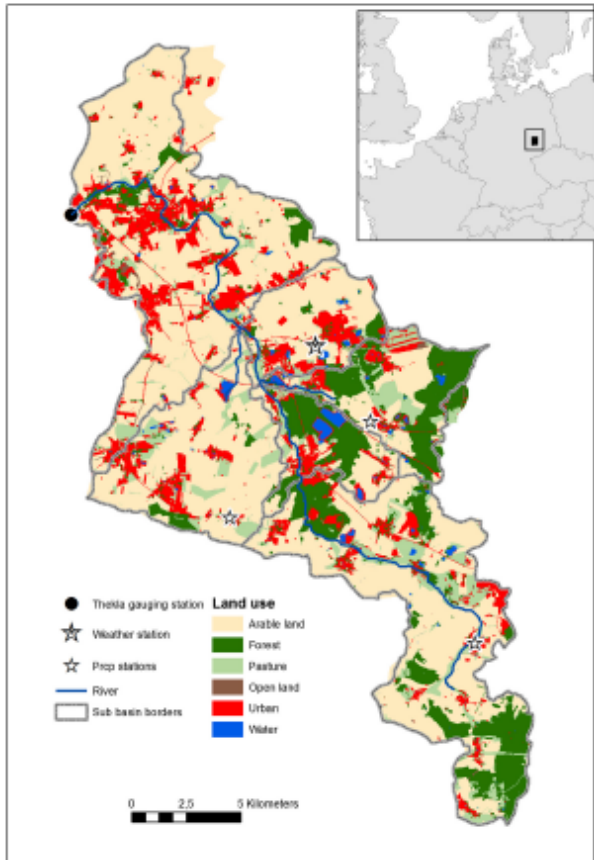 Thekla gauging station
Weather station
Prcp stations
River
Sub basin borders
Land use
Arable land
Forest
Pasture
Open land
Urban
Water
0 2,5 5 Kilometers